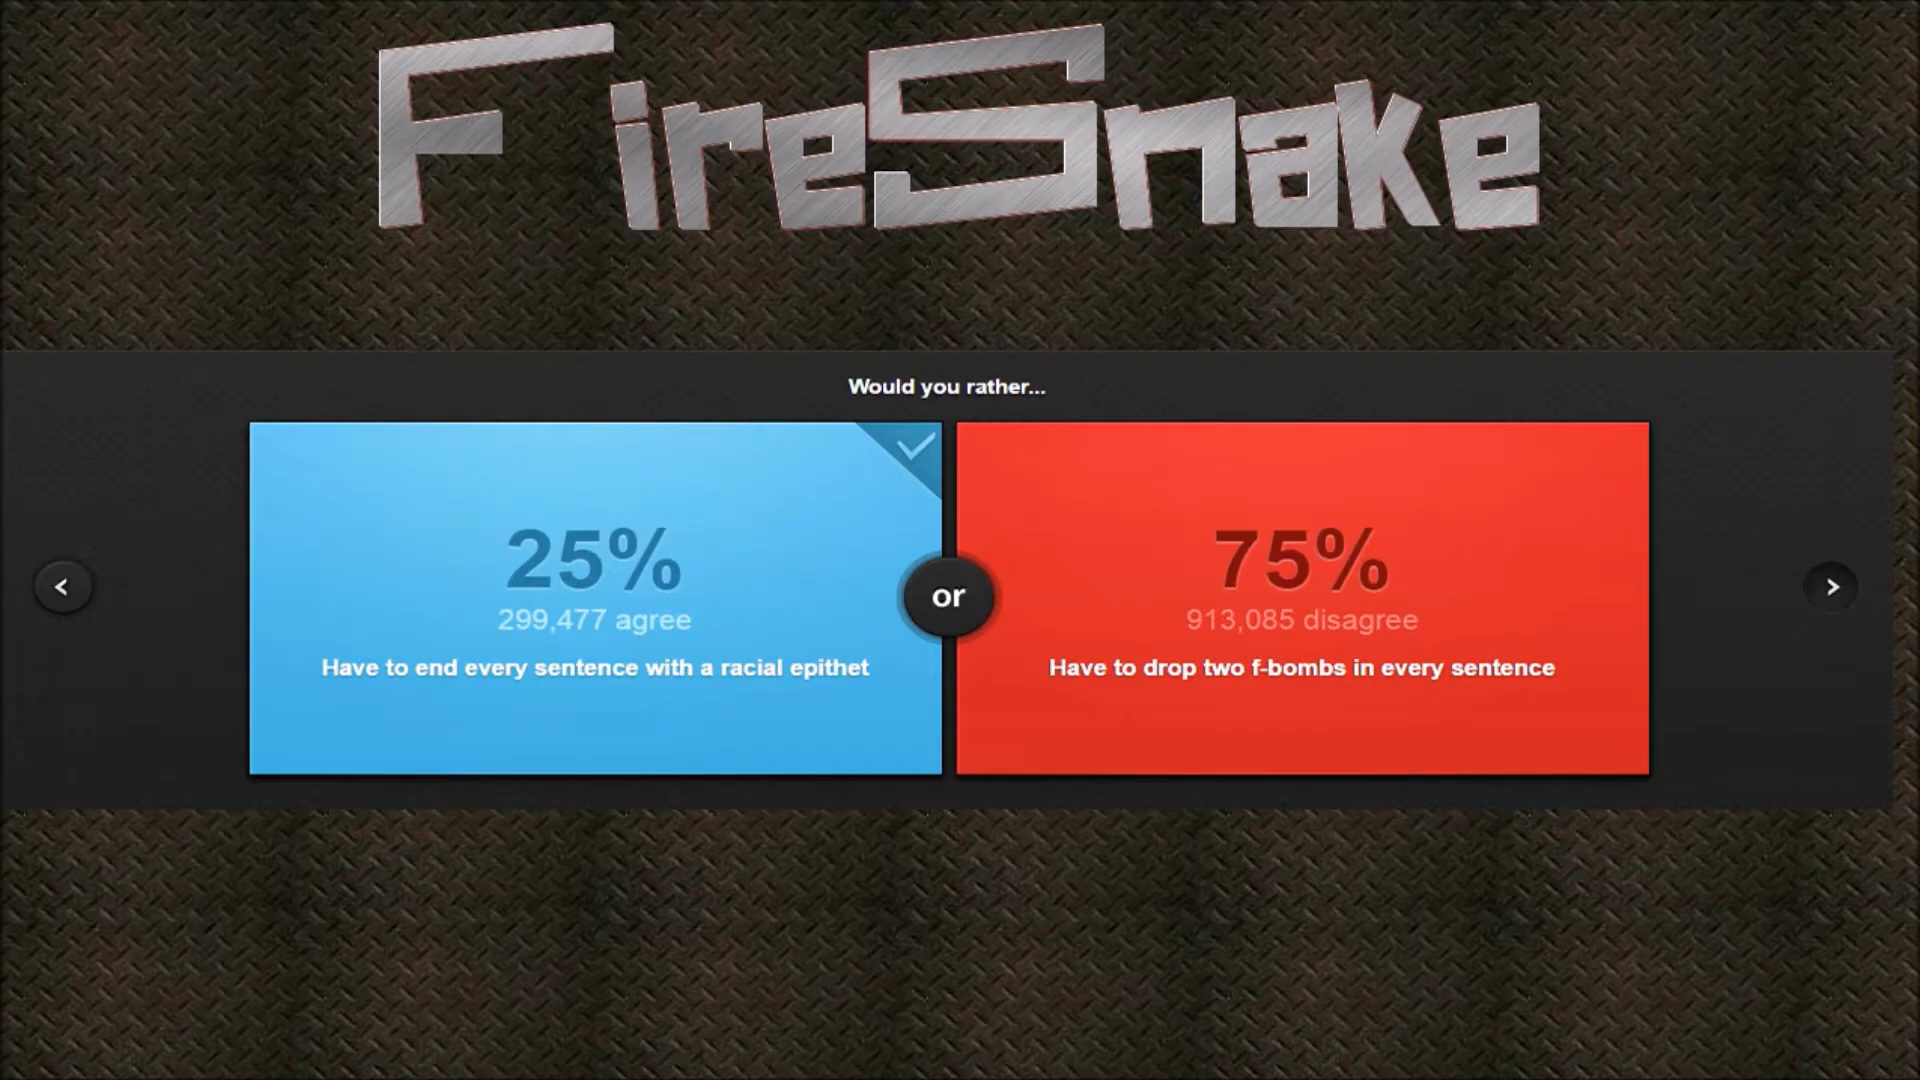 FireSnake
Would you rather...
25%
299,477 agree
Have to end every sentence with a racial epithet
or
75%
913,085 disagree
Have to drop two f-bombs in every sentence